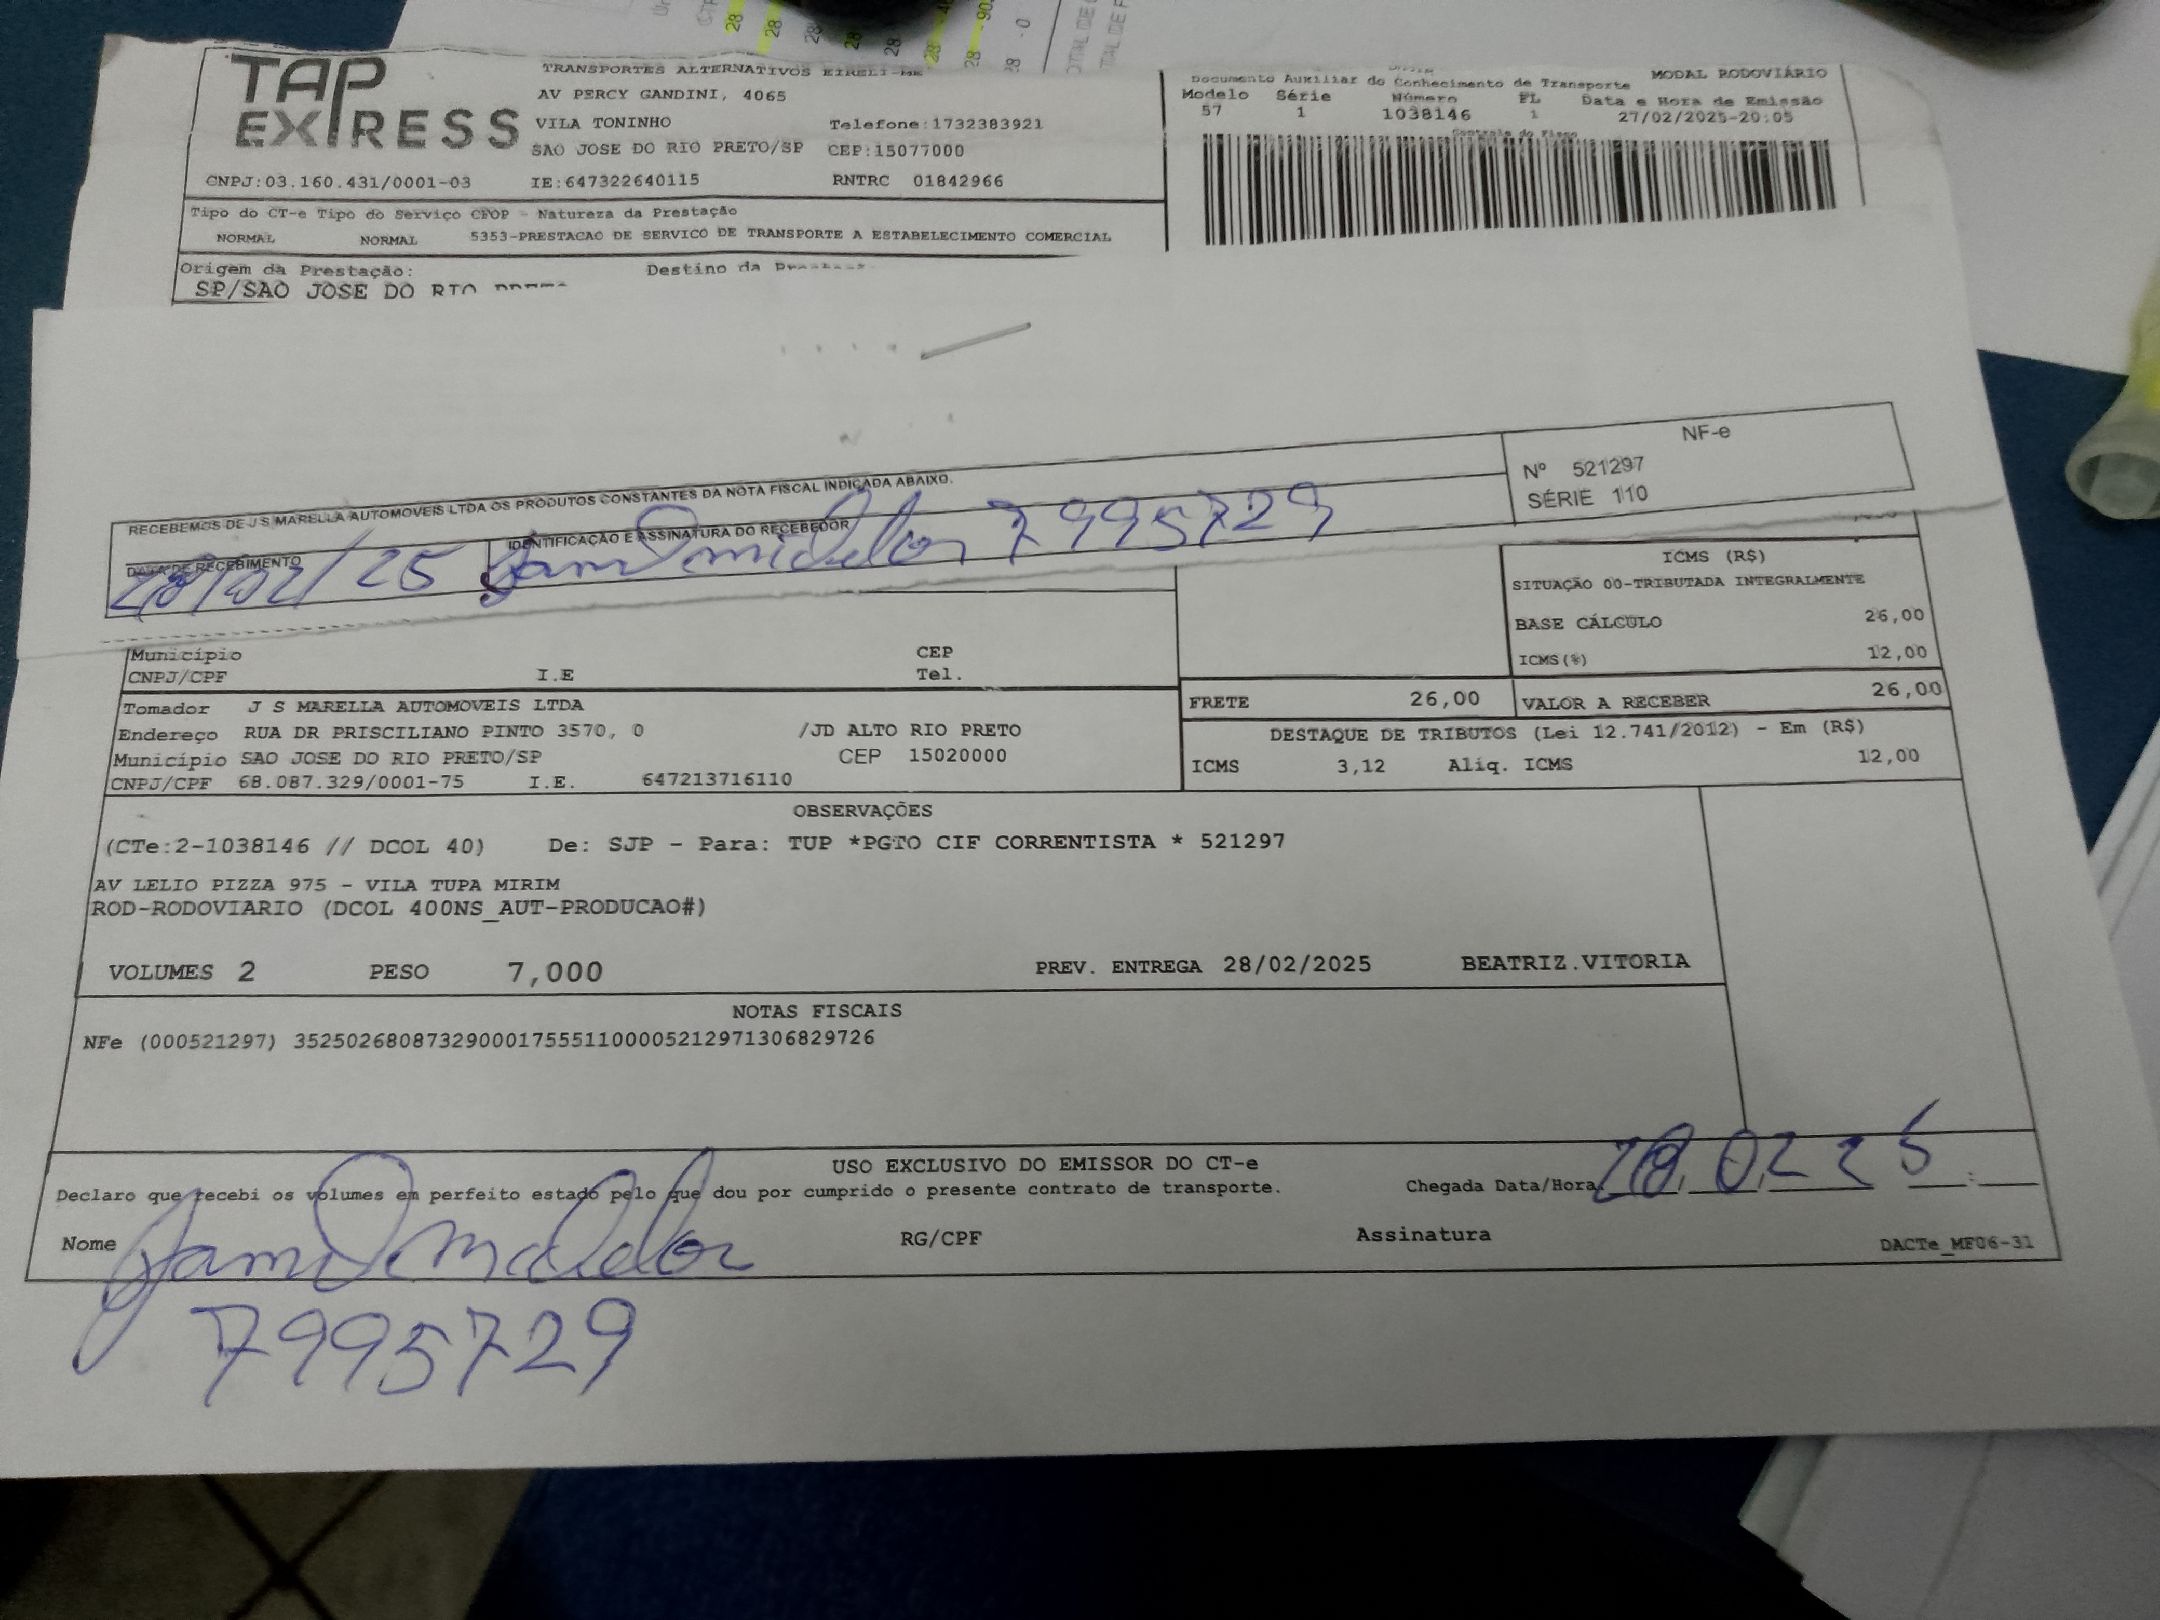 TAP EXPRESS
TRANSPORTES ALTERNATIVOS EIRELI-ME
AV PERCY GANDINI, 4065
VILA TONINHO Telefone:1732383921
SAO JOSE DO RIO PRETO/SP CEP:15077000
CNPJ:03.160.431/0001-03 IE:647322640115 RNTRC 01842966
MODAL RODOVIÁRIO
Documento Auxiliar do Conhecimento de Transporte
Modelo Série Número FL Data e Hora de Emissão
57 1 1038146 1 27/02/2025-20:05
Controle do Fisco
Tipo do CT-e Tipo do Serviço CFOP - Natureza da Prestação
NORMAL NORMAL 5353-PRESTACAO DE SERVICO DE TRANSPORTE A ESTABELECIMENTO COMERCIAL
Origem da Prestação: Destino da
SP/SAO JOSE DO RIO
RECEBEMOS DE J S MARELLA AUTOMOVEIS LTDA OS PRODUTOS CONSTANTES DA NOTA FISCAL INDICADA ABAIXO.
DATA DE RECEBIMENTO IDENTIFICAÇÃO E ASSINATURA DO RECEBEDOR
28/02/25 7995729
NF-e
Nº 521297
SÉRIE 110
ICMS (R$)
SITUAÇÃO 00-TRIBUTADA INTEGRALMENTE
BASE CÁLCULO 26,00
ICMS(%) 12,00
Município CEP
CNPJ/CPF I.E Tel.
FRETE 26,00 VALOR A RECEBER 26,00
Tomador J S MARELLA AUTOMOVEIS LTDA
Endereço RUA DR PRISCILIANO PINTO 3570, 0 /JD ALTO RIO PRETO
Município SAO JOSE DO RIO PRETO/SP CEP 15020000
CNPJ/CPF 68.087.329/0001-75 I.E. 647213716110
DESTAQUE DE TRIBUTOS (Lei 12.741/2012) - Em (R$)
ICMS 3,12 Aliq. ICMS 12,00
OBSERVAÇÕES
(CTe:2-1038146 // DCOL 40) De: SJP - Para: TUP *PGTO CIF CORRENTISTA * 521297
AV LELIO PIZZA 975 - VILA TUPA MIRIM
ROD-RODOVIARIO (DCOL 400NS_AUT-PRODUCAO#)
VOLUMES 2 PESO 7,000 PREV. ENTREGA 28/02/2025 BEATRIZ.VITORIA
NOTAS FISCAIS
NFe (000521297) 35250268087329000175551100005212971306829726
USO EXCLUSIVO DO EMISSOR DO CT-e
Declaro que recebi os volumes em perfeito estado pelo que dou por cumprido o presente contrato de transporte. Chegada Data/Hora 28 02 25
Nome RG/CPF Assinatura DACTe_MF06-31
7995729